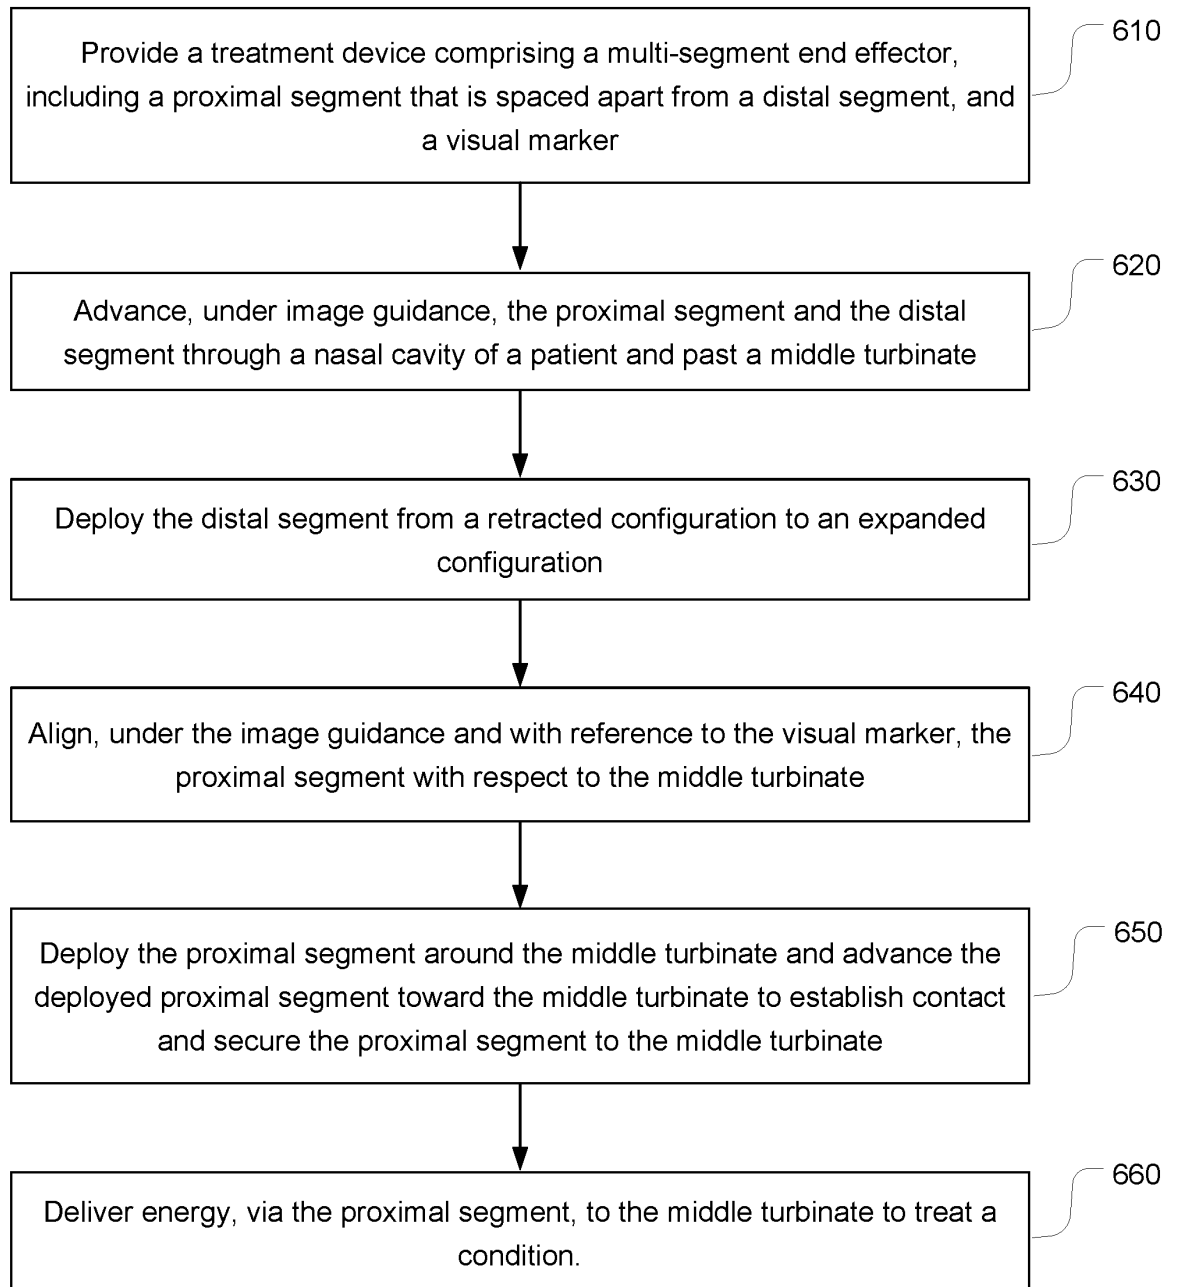 Provide a treatment device comprising a multi-segment end effector,
including a proximal segment that is spaced apart from a distal segment, and
a visual marker
610
Advance, under image guidance, the proximal segment and the distal
segment through a nasal cavity of a patient and past a middle turbinate
620
Deploy the distal segment from a retracted configuration to an expanded
configuration
630
Align, under the image guidance and with reference to the visual marker, the
proximal segment with respect to the middle turbinate
640
Deploy the proximal segment around the middle turbinate and advance the
deployed proximal segment toward the middle turbinate to establish contact
and secure the proximal segment to the middle turbinate
650
Deliver energy, via the proximal segment, to the middle turbinate to treat a
condition.
660